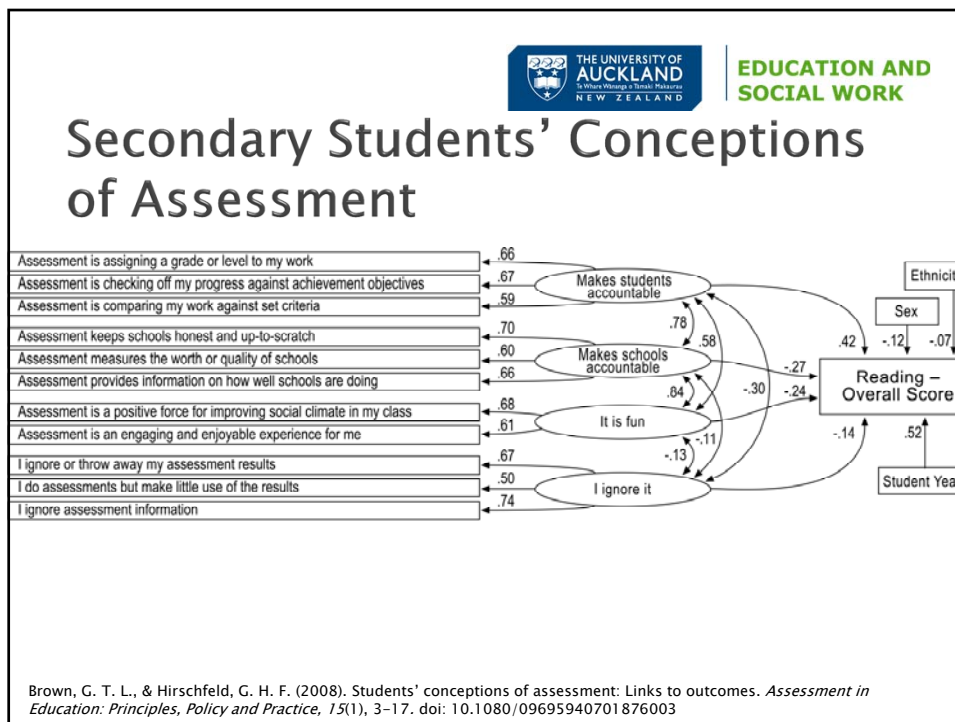 THE UNIVERSITY OF
AUCKLAND
Te Whare Wānanga o Tāmaki Makaurau
NEW ZEALAND
EDUCATION AND
SOCIAL WORK
Secondary Students’ Conceptions
of Assessment
Assessment is assigning a grade or level to my work
Assessment is checking off my progress against achievement objectives
Assessment is comparing my work against set criteria
Assessment keeps schools honest and up-to-scratch
Assessment measures the worth or quality of schools
Assessment provides information on how well schools are doing
Assessment is a positive force for improving social climate in my class
Assessment is an engaging and enjoyable experience for me
I ignore or throw away my assessment results
I do assessments but make little use of the results
I ignore assessment information
.66
.67
.59
.70
.60
.66
.68
.61
.67
.50
.74
Makes students
accountable
Makes schools
accountable
It is fun
I ignore it
.78
.58
.84
-.30
-.11
-.13
.42
-.27
-.24
-.14
Ethnicit
Sex
-.12
-.07
Reading –
Overall Score
.52
Student Yea
Brown, G. T. L., & Hirschfeld, G. H. F. (2008). Students’ conceptions of assessment: Links to outcomes. Assessment in
Education: Principles, Policy and Practice, 15(1), 3–17. doi: 10.1080/09695940701876003